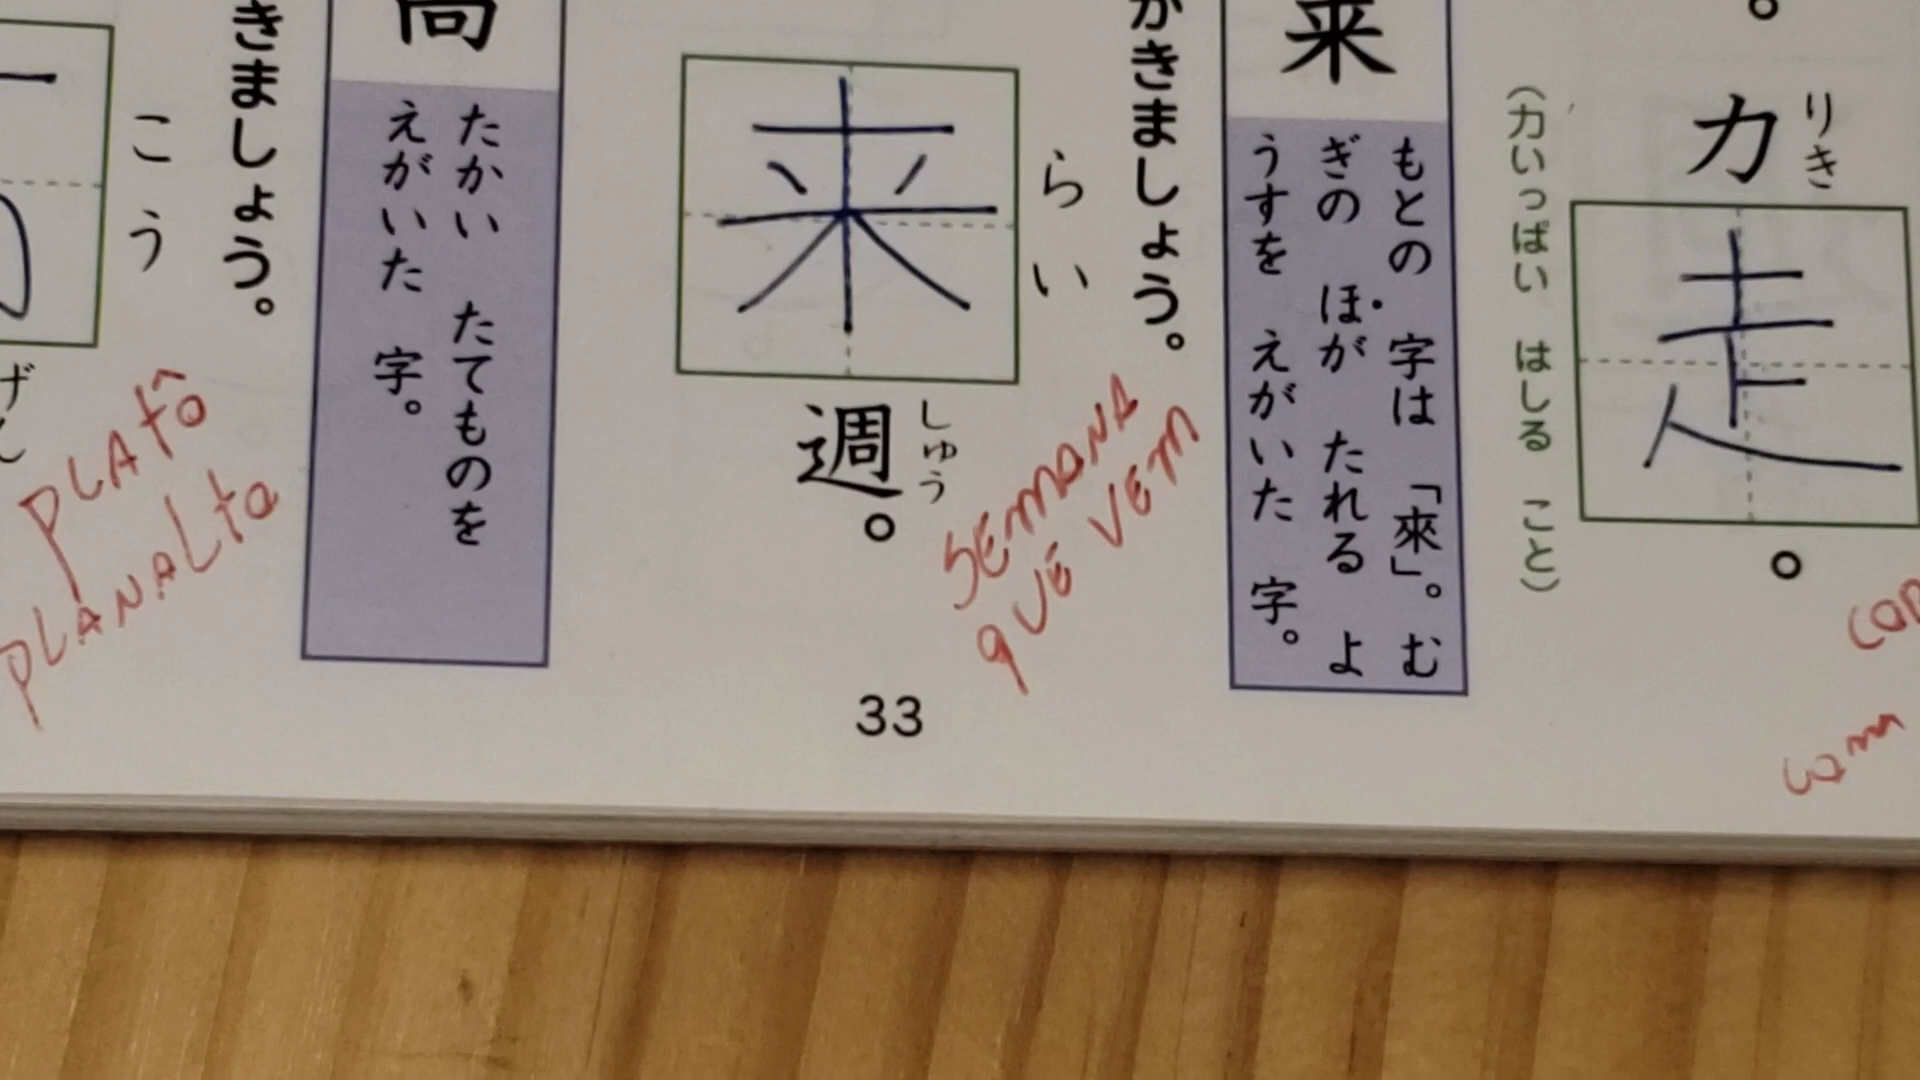 。
りき
力走。
（力いっぱい　はしる　こと）
来
もとの　字は　「來」。む
ぎの　ほが　たれる　よ
うすを　えがいた　字。
かきましょう。
らい
来週。
しゅう
SEMANA
QUE VEM
高
たかい　たてものを
えがいた　字。
きましょう。
こう
げん
PLATÔ
PLANALTO
com
33